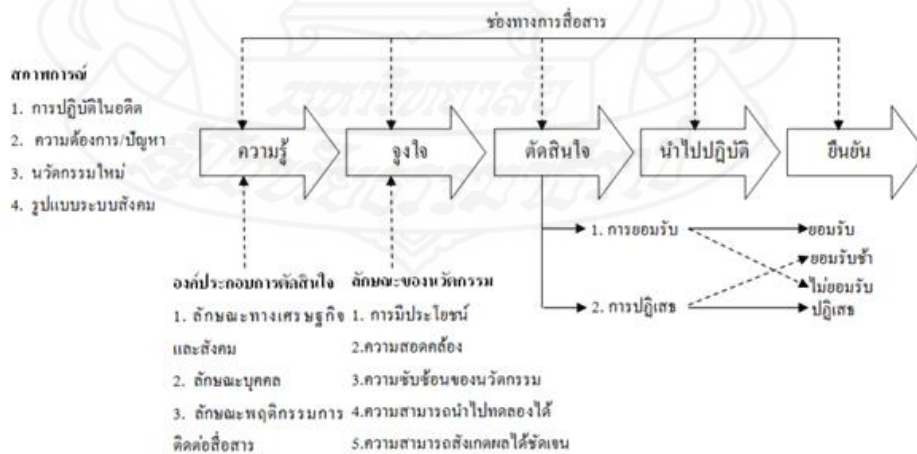 ช่องทางการสื่อสาร
สภาพการณ์
1. การปฏิบัติในอดีต
2. ความต้องการ/ปัญหา
3. นวัตกรรมใหม่
4. รูปแบบระบบสังคม
ความรู้
จูงใจ
ตัดสินใจ
นำไปปฏิบัติ
ยืนยัน
องค์ประกอบการตัดสินใจ
1. ลักษณะทางเศรษฐกิจ
และสังคม
2. ลักษณะบุคคล
3. ลักษณะพฤติกรรมการ
ติดต่อสื่อสาร
ลักษณะของนวัตกรรม
1. การมีประโยชน์
2.ความสอดคล้อง
3.ความซับซ้อนของนวัตกรรม
4.ความสามารถนำไปทดลองได้
5.ความสามารถสังเกตผลได้ชัดเจน
1. การยอมรับ
2. การปฏิเสธ
ยอมรับ
ยอมรับช้า
ไม่ยอมรับ
ปฏิเสธ